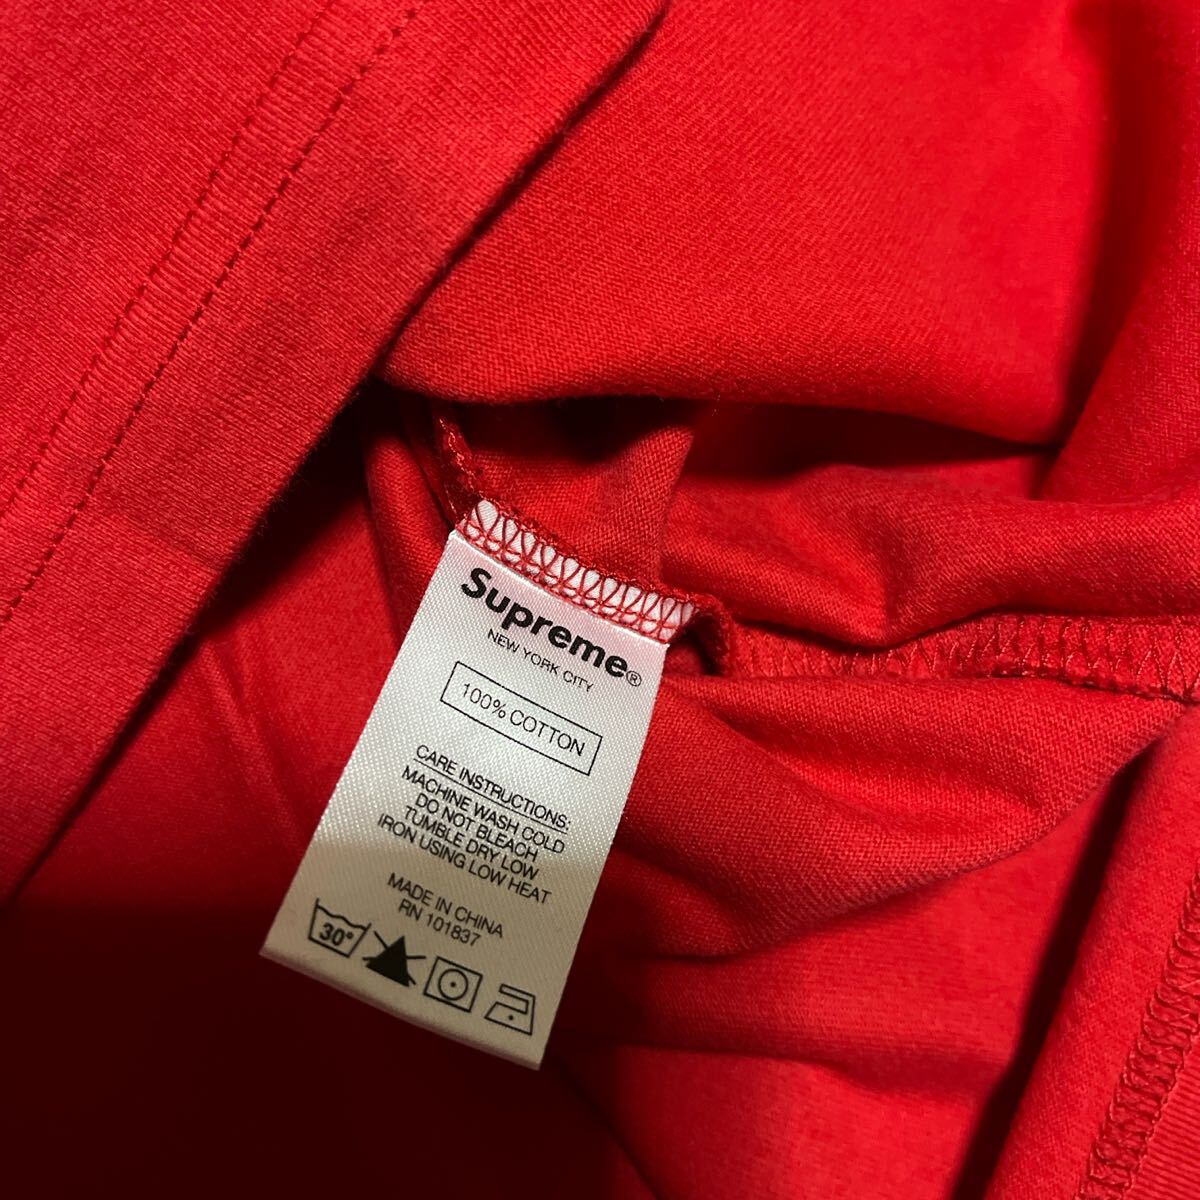 Supreme®
NEW YORK CITY
100% COTTON
CARE INSTRUCTIONS:
MACHINE WASH COLD
DO NOT BLEACH
TUMBLE DRY LOW
IRON USING LOW HEAT
MADE IN CHINA
RN 101837
30°